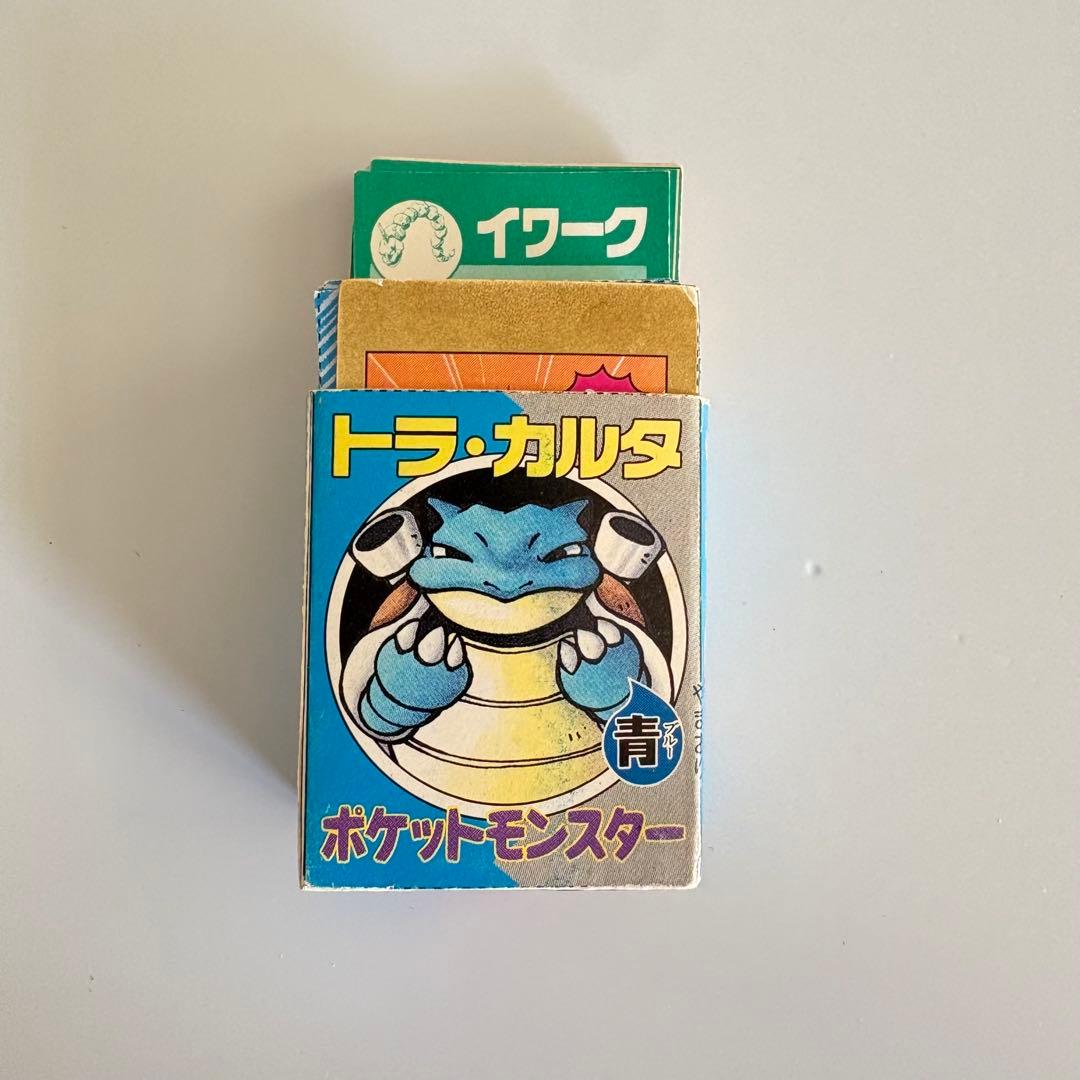 イワーク
トラ・カルタ
青
ブルー
ポケットモンスター